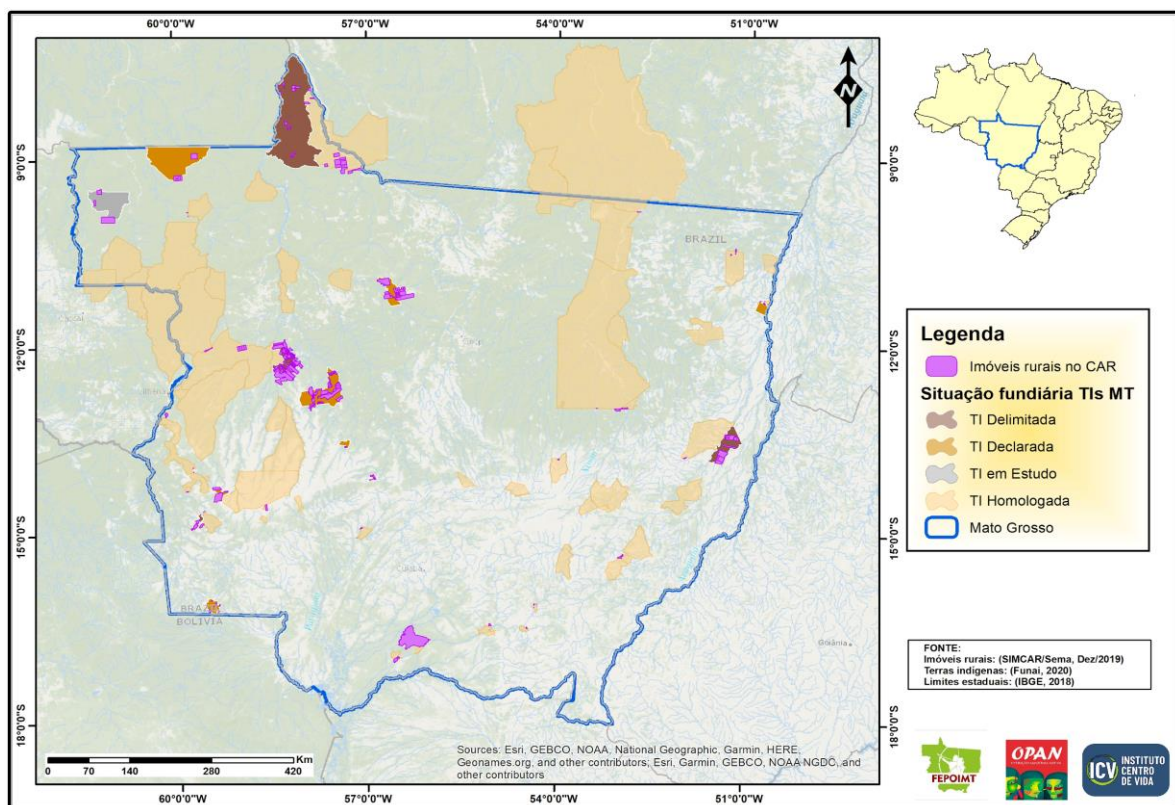 60°0'0"W 57°0'0"W 54°0'0"W 51°0'0"W
N
9°0'0"S 9°0'0"S
BRAZIL
12°0'0"S 12°0'0"S
15°0'0"S 15°0'0"S
BRAZIL
BOLIVIA
Goiânia
18°0'0"S 18°0'0"S
Legenda
Imóveis rurais no CAR
Situação fundiária TIs MT
TI Delimitada
TI Declarada
TI em Estudo
TI Homologada
Mato Grosso
FONTE:
Imóveis rurais: (SIMCAR/Sema, Dez/2019)
Terras indígenas: (Funai, 2020)
Limites estaduais: (IBGE, 2018)
Km
0 70 140 280 420
Sources: Esri, GEBCO, NOAA, National Geographic, Garmin, HERE,
Geonames.org, and other contributors; Esri, Garmin, GEBCO, NOAA NGDC, and
other contributors
60°0'0"W 57°0'0"W 54°0'0"W 51°0'0"W
FEPOIMT
OPAN
ICV INSTITUTO
CENTRO
DE VIDA